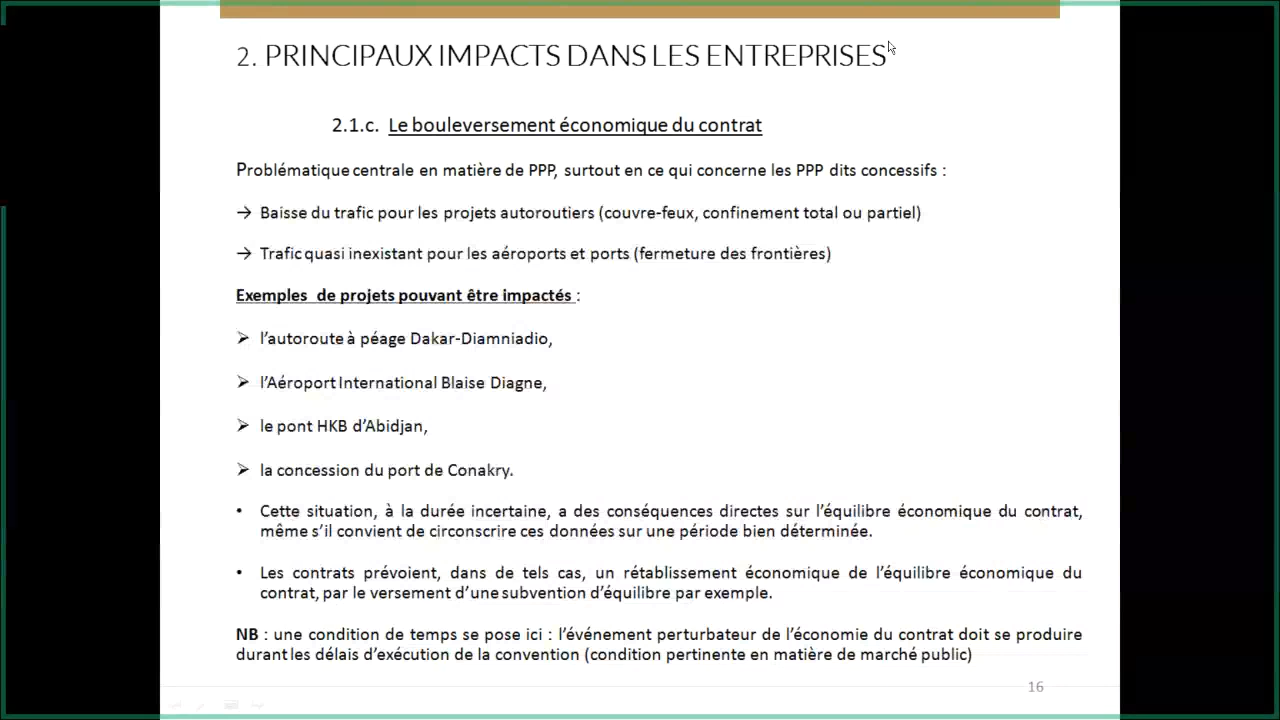 2. PRINCIPAUX IMPACTS DANS LES ENTREPRISES
2.1.c. Le bouleversement économique du contrat
Problématique centrale en matière de PPP, surtout en ce qui concerne les PPP dits concessifs :
→ Baisse du trafic pour les projets autoroutiers (couvre-feux, confinement total ou partiel)
→ Trafic quasi inexistant pour les aéroports et ports (fermeture des frontières)
Exemples de projets pouvant être impactés :
➢ l’autoroute à péage Dakar-Diamniadio,
➢ l’Aéroport International Blaise Diagne,
➢ le pont HKB d’Abidjan,
➢ la concession du port de Conakry.
• Cette situation, à la durée incertaine, a des conséquences directes sur l’équilibre économique du contrat,
même s’il convient de circonscrire ces données sur une période bien déterminée.
• Les contrats prévoient, dans de tels cas, un rétablissement économique de l’équilibre économique du
contrat, par le versement d’une subvention d’équilibre par exemple.
NB : une condition de temps se pose ici : l’événement perturbateur de l’économie du contrat doit se produire
durant les délais d’exécution de la convention (condition pertinente en matière de marché public)
16